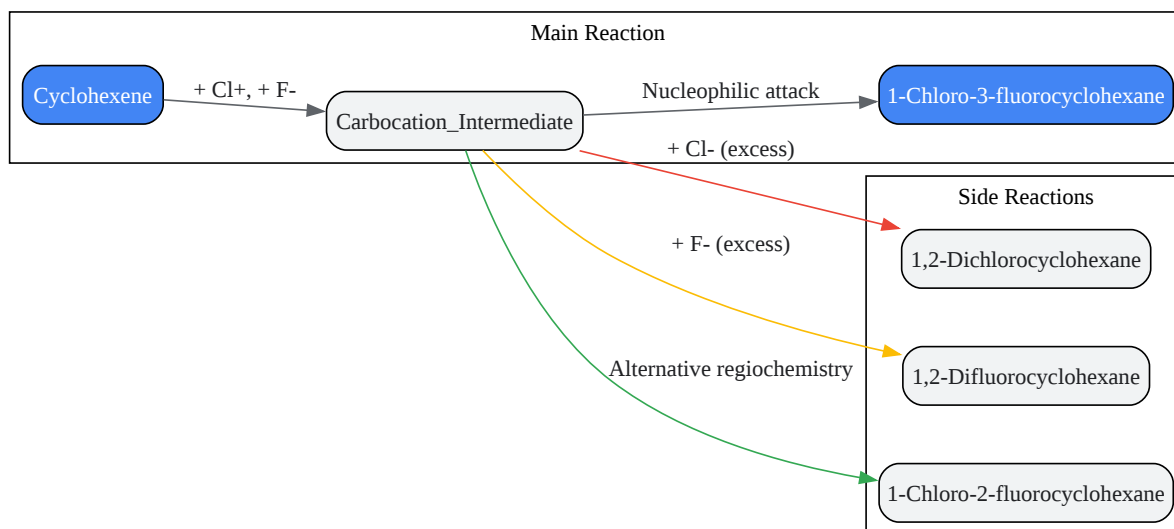 Main Reaction
Cyclohexene
+ Cl+, + F-
Carbocation_Intermediate
Nucleophilic attack
1-Chloro-3-fluorocyclohexane
+ Cl- (excess)
Side Reactions
+ F- (excess)
1,2-Dichlorocyclohexane
Alternative regiochemistry
1,2-Difluorocyclohexane
1-Chloro-2-fluorocyclohexane